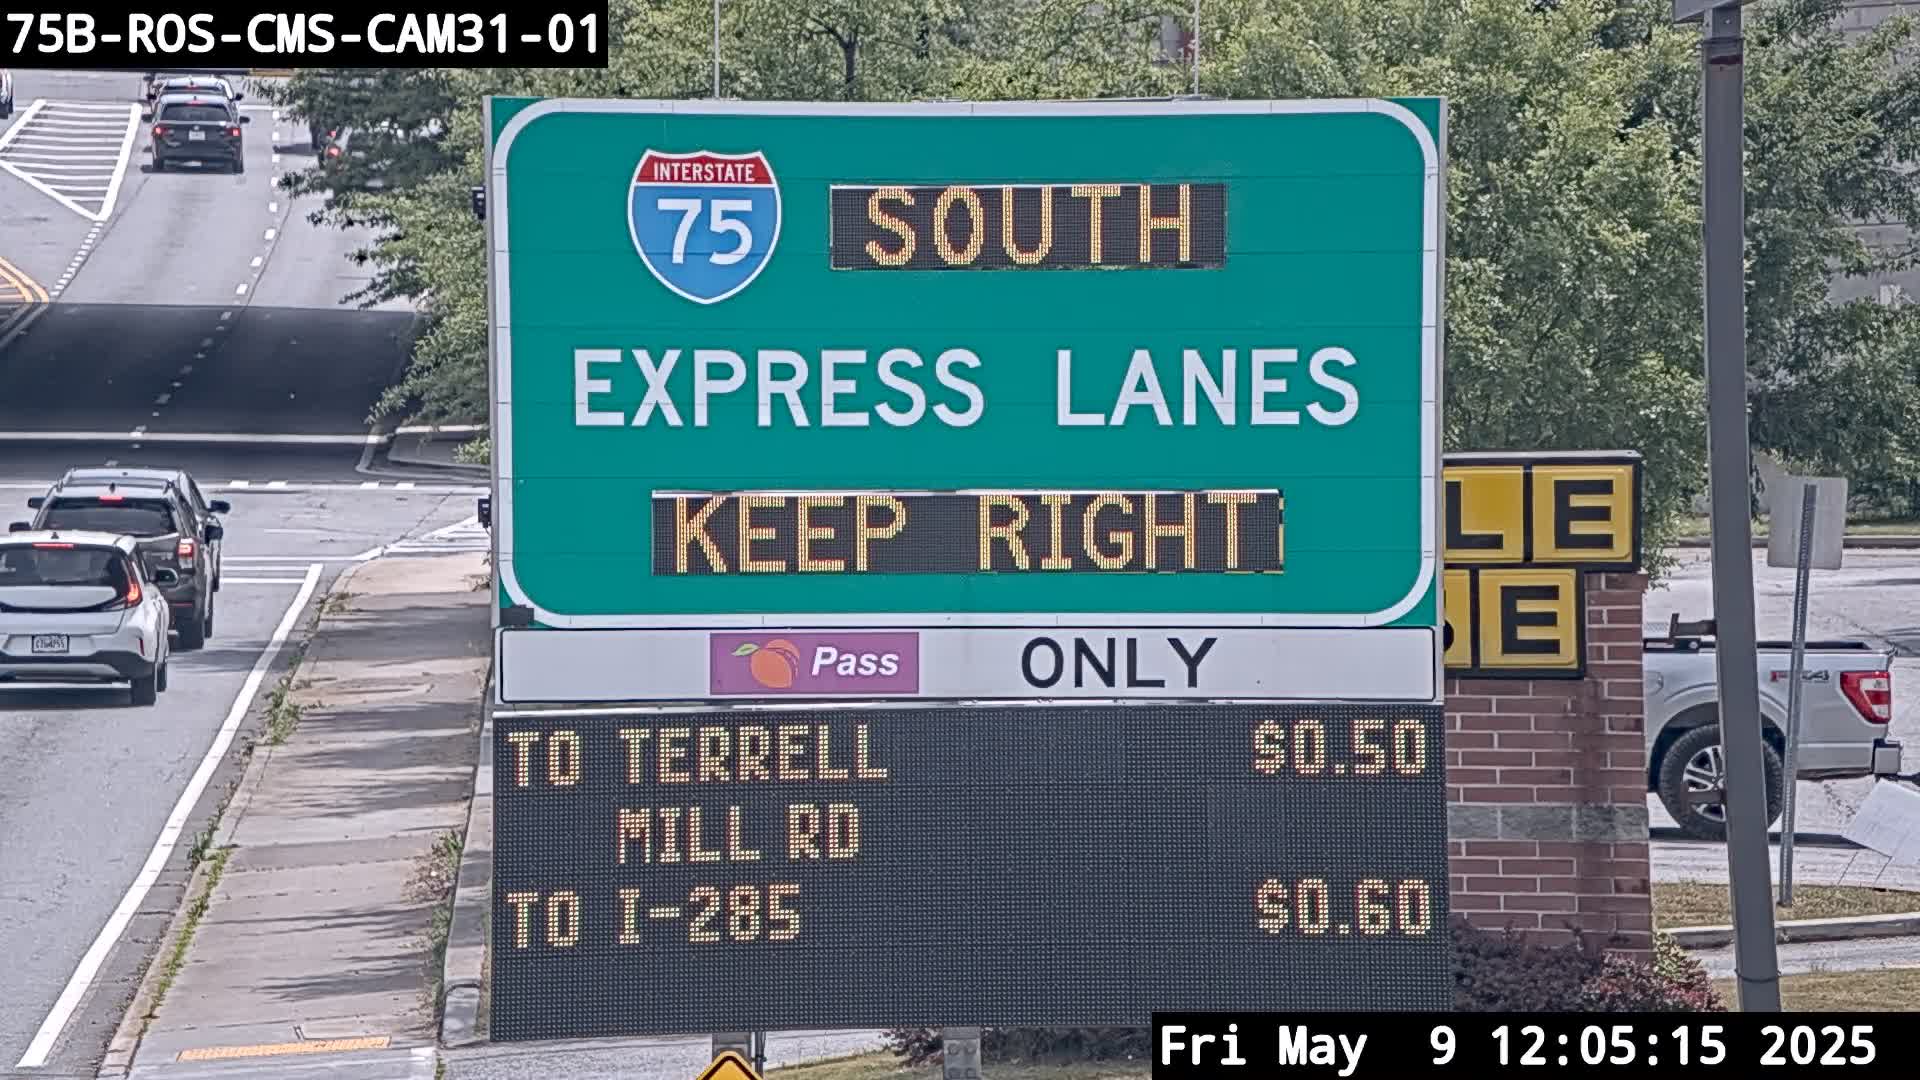 75B-ROS-CMS-CAM31-01
INTERSTATE
75
SOUTH
EXPRESS LANES
KEEP RIGHT
Pass ONLY
TO TERRELL $0.50
MILL RD
TO I-285 $0.60
LE
E
Fri May 9 12:05:15 2025